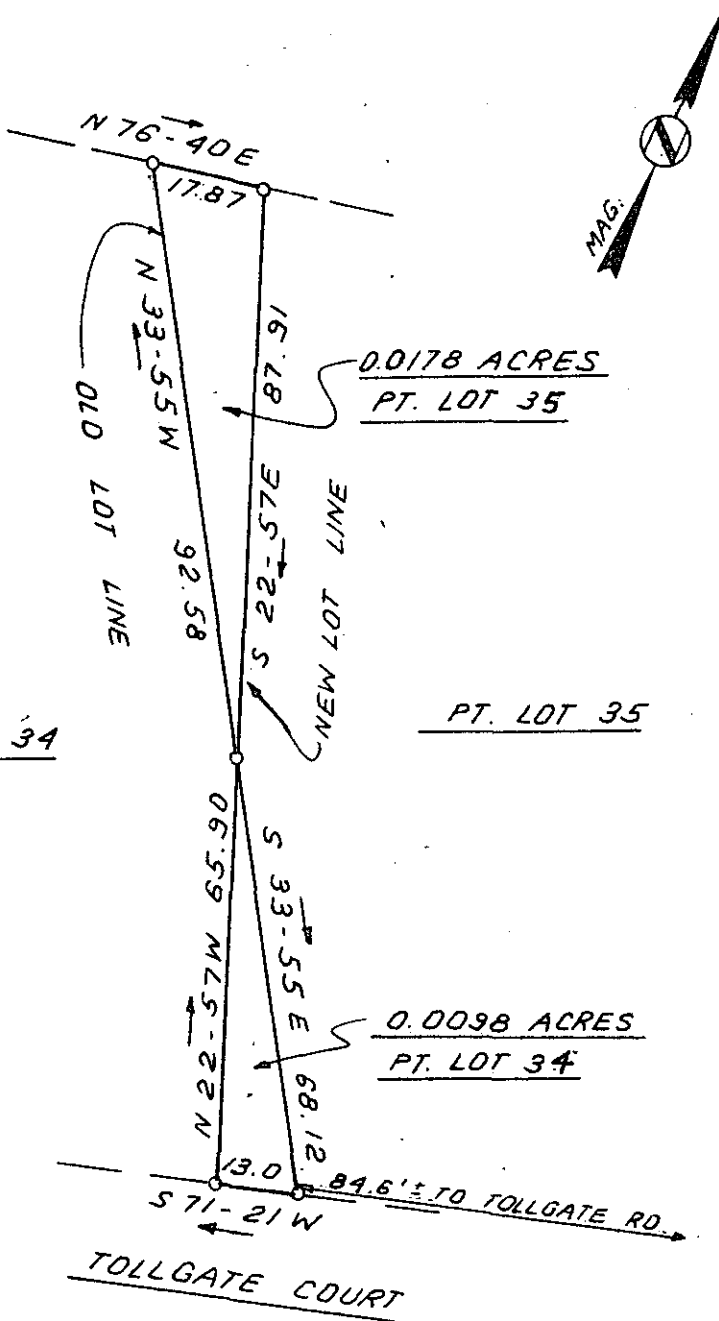 N 76-40 E
17.87
MAG.
N 33-55 W 92.58
OLD LOT LINE
S 22-57 E 87.91
NEW LOT LINE
0.0178 ACRES
PT. LOT 35
PT. LOT 35
34
N 22-57 W 65.90
S 33-55 E 68.12
0.0098 ACRES
PT. LOT 34
13.0
84.6'± TO TOLLGATE RD.
S 71-21 W
TOLLGATE COURT